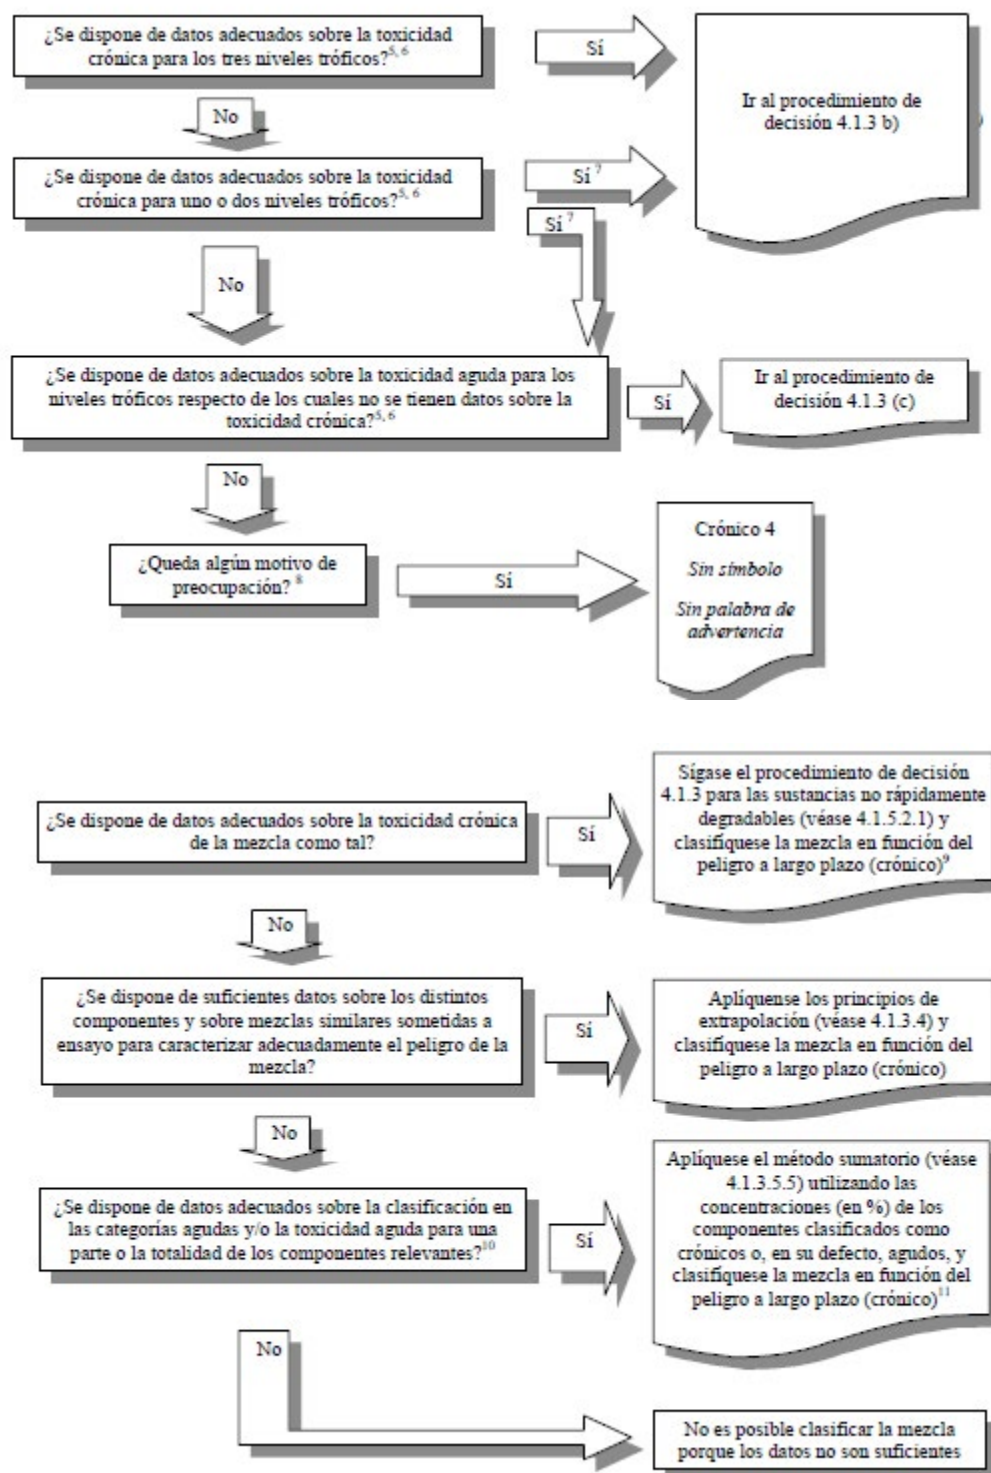 ¿Se dispone de datos adecuados sobre la toxicidad
crónica para los tres niveles tróficos?5, 6
Sí
Ir al procedimiento de
decisión 4.1.3 b)
No
¿Se dispone de datos adecuados sobre la toxicidad
crónica para uno o dos niveles tróficos?5, 6
Sí 7
Sí 7
No
¿Se dispone de datos adecuados sobre la toxicidad aguda para los
niveles tróficos respecto de los cuales no se tienen datos sobre la
toxicidad crónica?5, 6
Sí
Ir al procedimiento de
decisión 4.1.3 (c)
No
¿Queda algún motivo de
preocupación? 8
Sí
Crónico 4
Sin símbolo
Sin palabra de
advertencia
¿Se dispone de datos adecuados sobre la toxicidad crónica
de la mezcla como tal?
Sí
Sígase el procedimiento de decisión
4.1.3 para las sustancias no rápidamente
degradables (véase 4.1.5.2.1) y
clasifíquese la mezcla en función del
peligro a largo plazo (crónico)9
No
¿Se dispone de suficientes datos sobre los distintos
componentes y sobre mezclas similares sometidas a
ensayo para caracterizar adecuadamente el peligro de la
mezcla?
Sí
Aplíquense los principios de
extrapolación (véase 4.1.3.4) y
clasifíquese la mezcla en función del
peligro a largo plazo (crónico)
No
¿Se dispone de datos adecuados sobre la clasificación en
las categorías agudas y/o la toxicidad aguda para una
parte o la totalidad de los componentes relevantes?10
Sí
Aplíquese el método sumatorio (véase
4.1.3.5.5) utilizando las
concentraciones (en %) de los
componentes clasificados como
crónicos o, en su defecto, agudos, y
clasifíquese la mezcla en función del
peligro a largo plazo (crónico)11
No
No es posible clasificar la mezcla
porque los datos no son suficientes